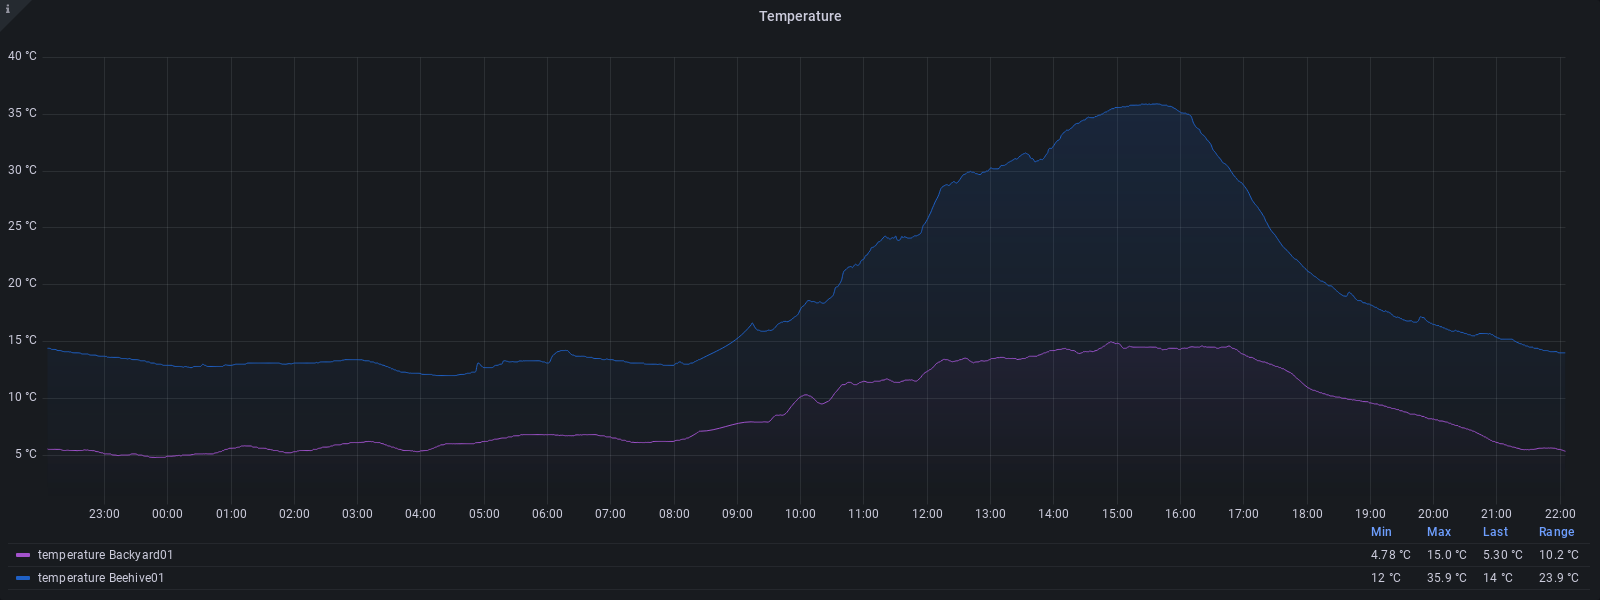 i
Temperature
40 °C
35 °C
30 °C
25 °C
20 °C
15 °C
10 °C
5 °C
23:00 00:00 01:00 02:00 03:00 04:00 05:00 06:00 07:00 08:00 09:00 10:00 11:00 12:00 13:00 14:00 15:00 16:00 17:00 18:00 19:00 20:00 21:00 22:00
Min Max Last Range
temperature Backyard01 4.78 °C 15.0 °C 5.30 °C 10.2 °C
temperature Beehive01 12 °C 35.9 °C 14 °C 23.9 °C